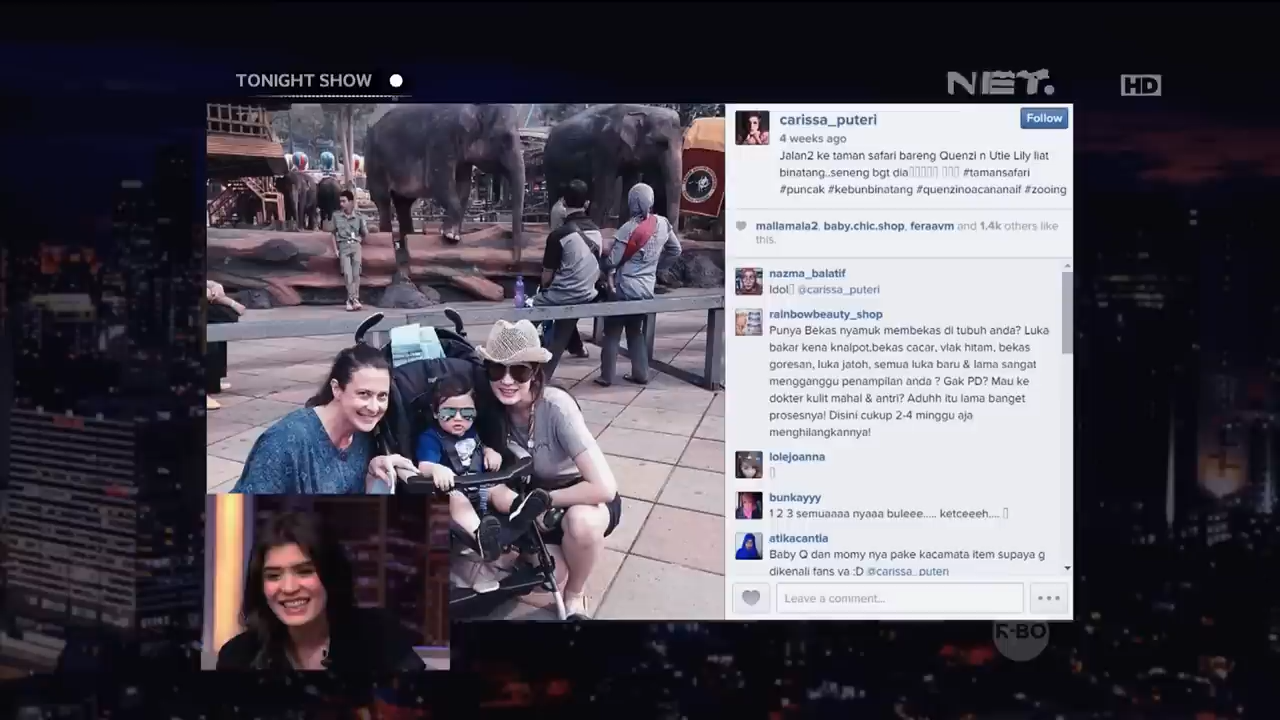 TONIGHT SHOW
NET.
HD
carissa_puteri
Follow
4 weeks ago
Jalan2 ke taman safari bareng Quenzi n Utie Lily liat
binatang..seneng bgt dia #tamansafari
#puncak #kebunbinatang #quenzinoacananaif #zooing
mallamala2, baby.chic.shop, feraavm and 1.4k others like
this.
nazma_balatif
Idol @carissa_puteri
rainbowbeauty_shop
Punya Bekas nyamuk membekas di tubuh anda? Luka
bakar kena knalpot,bekas cacar, vlak hitam, bekas
goresan, luka jatoh, semua luka baru & lama sangat
mengganggu penampilan anda ? Gak PD? Mau ke
dokter kulit mahal & antri? Aduhh itu lama banget
prosesnya! Disini cukup 2-4 minggu aja
menghilangkannya!
lolejoanna
bunkayyy
1 2 3 semuaaaa nyaaa buleee..... ketceeeh....
atikacantia
Baby Q dan momy nya pake kacamata item supaya g
dikenali fans ya :D @carissa_puteri
Leave a comment...
R-BO